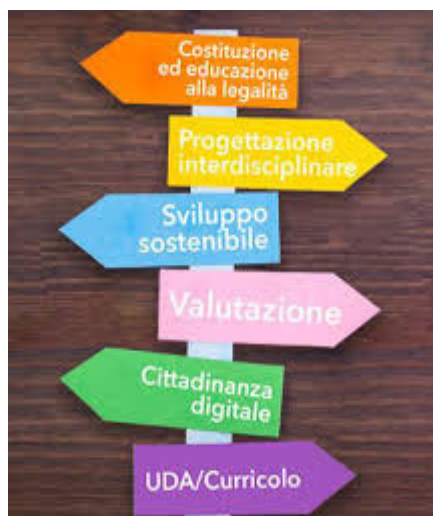 Costituzione
ed educazione
alla legalità
Progettazione
interdisciplinare
Sviluppo
sostenibile
Valutazione
Cittadinanza
digitale
UDA/Curricolo